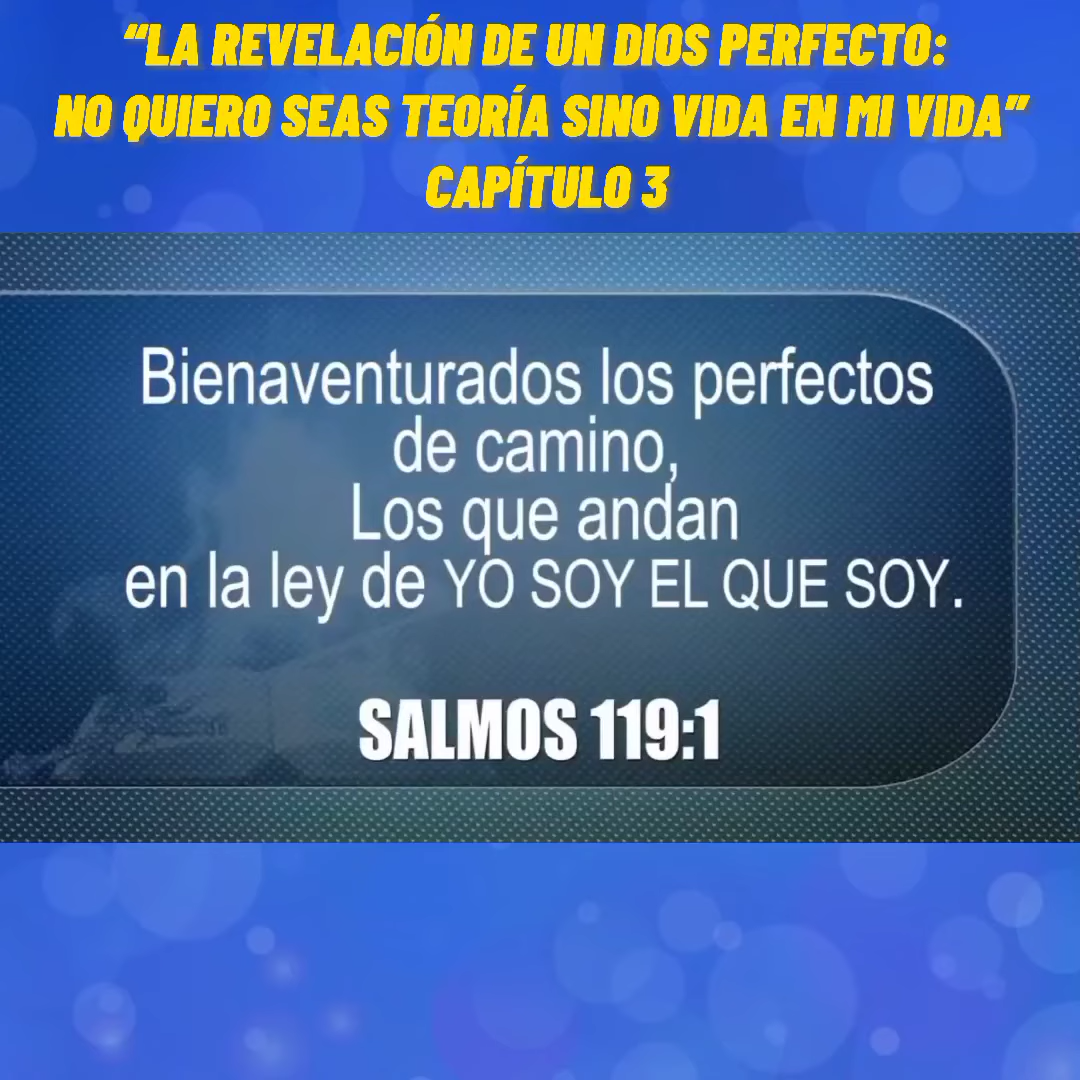 “LA REVELACIÓN DE UN DIOS PERFECTO:
NO QUIERO SEAS TEORÍA SINO VIDA EN MI VIDA”
CAPÍTULO 3
Bienaventurados los perfectos
de camino,
Los que andan
en la ley de YO SOY EL QUE SOY.
SALMOS 119:1